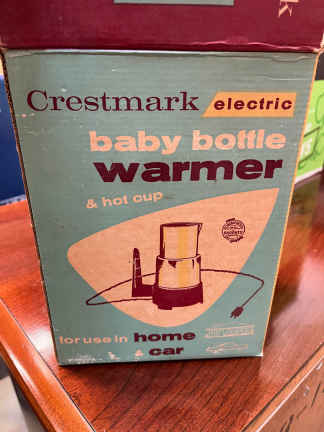 Crestmark electric
baby bottle
warmer
& hot cup
for use in home
& car